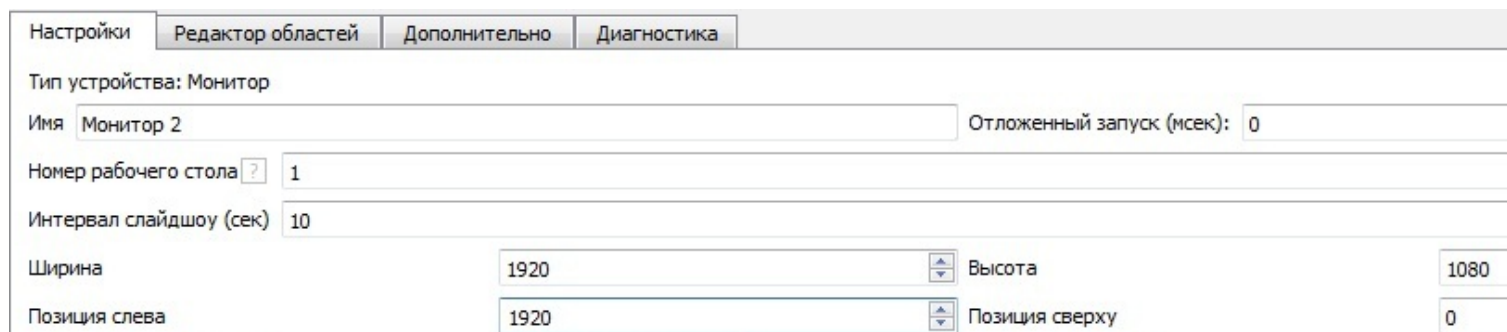 Настройки Редактор областей Дополнительно Диагностика
Тип устройства: Монитор
Имя Монитор 2 Отложенный запуск (мсек): 0
Номер рабочего стола ? 1
Интервал слайдшоу (сек) 10
Ширина 1920 Высота 1080
Позиция слева 1920 Позиция сверху 0